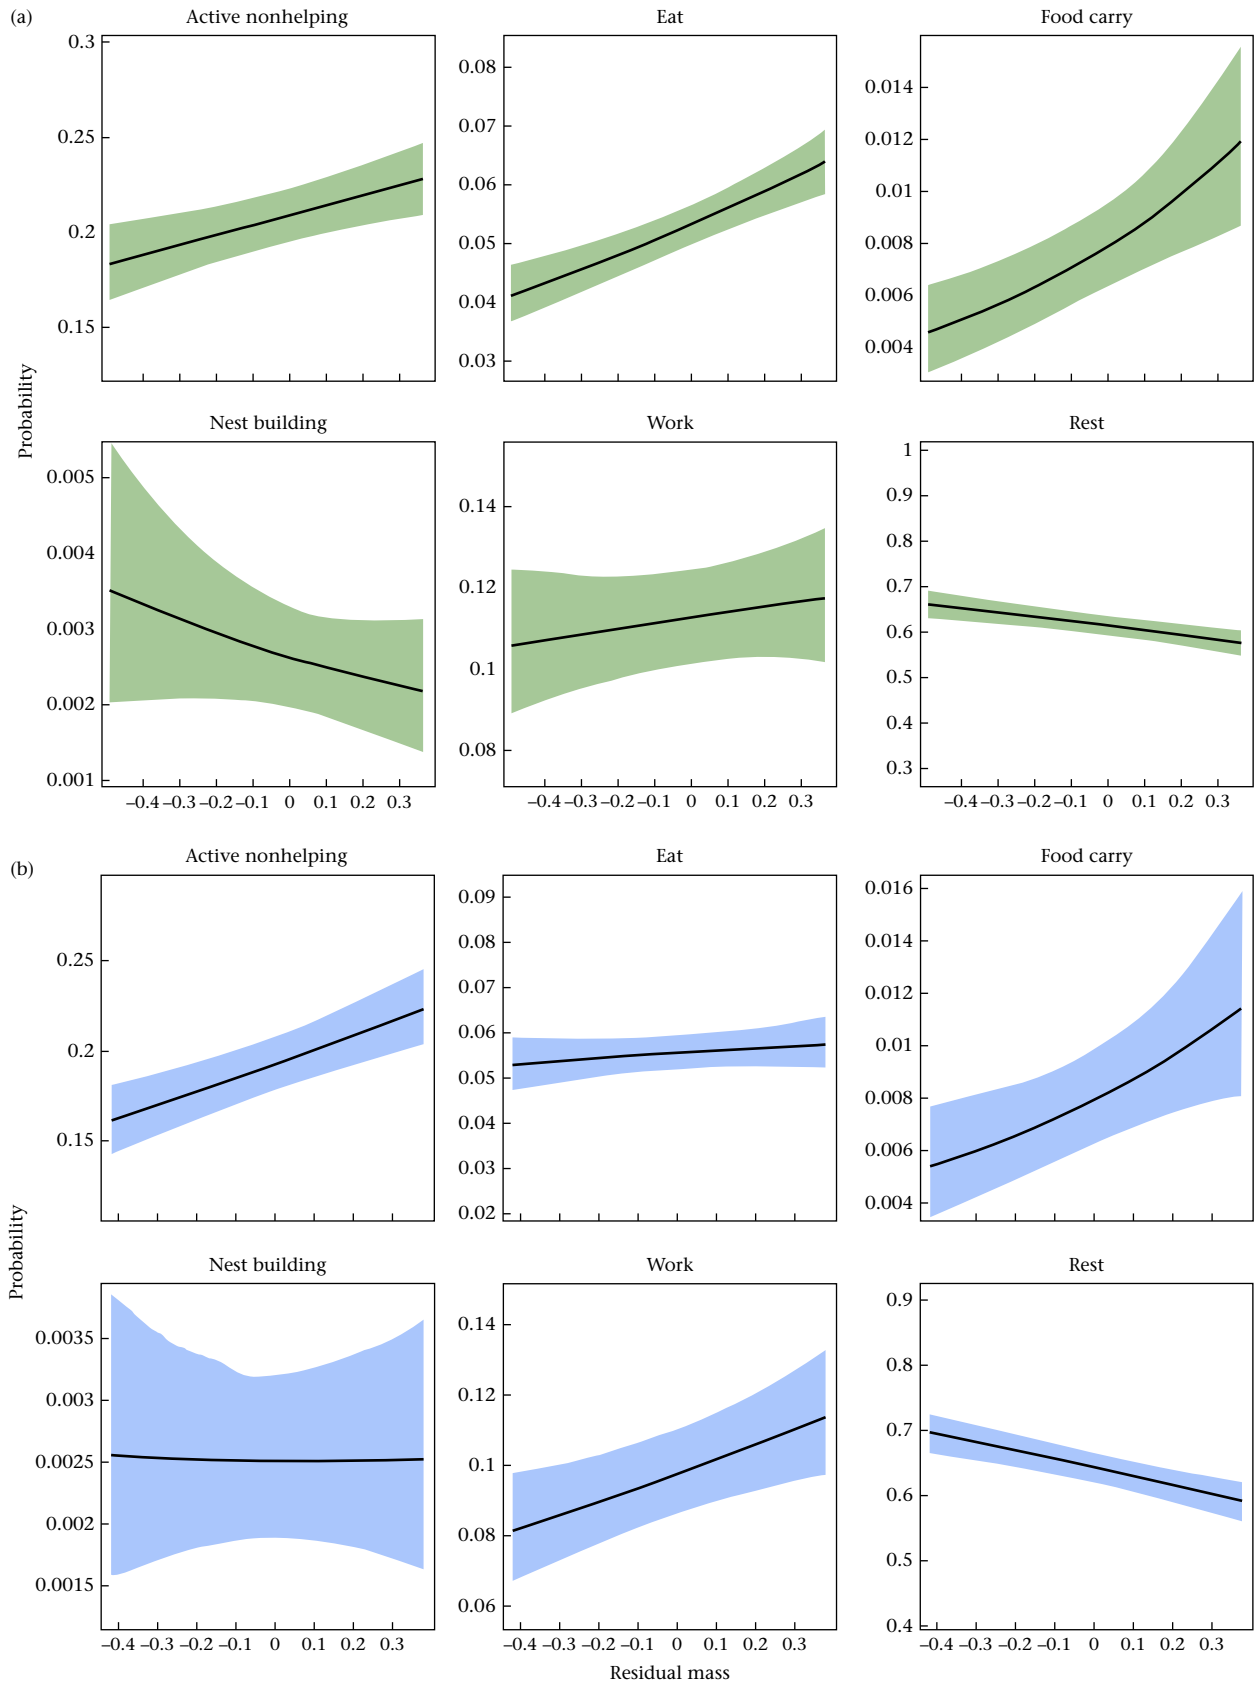 (a)
Active nonhelping
Eat
Food carry
0.3
0.25
0.2
0.15
0.08
0.07
0.06
0.05
0.04
0.03
0.014
0.012
0.01
0.008
0.006
0.004
Probability
Nest building
Work
Rest
0.005
0.004
0.003
0.002
0.001
0.14
0.12
0.1
0.08
1
0.9
0.8
0.7
0.6
0.5
0.4
0.3
−0.4 −0.3 −0.2 −0.1 0 0.1 0.2 0.3
−0.4 −0.3 −0.2 −0.1 0 0.1 0.2 0.3
−0.4 −0.3 −0.2 −0.1 0 0.1 0.2 0.3
(b)
Active nonhelping
Eat
Food carry
0.25
0.2
0.15
0.09
0.08
0.07
0.06
0.05
0.04
0.03
0.02
0.016
0.014
0.012
0.01
0.008
0.006
0.004
Probability
Nest building
Work
Rest
0.0035
0.003
0.0025
0.002
0.0015
0.14
0.12
0.1
0.08
0.06
0.9
0.8
0.7
0.6
0.5
0.4
−0.4 −0.3 −0.2 −0.1 0 0.1 0.2 0.3
−0.4 −0.3 −0.2 −0.1 0 0.1 0.2 0.3
−0.4 −0.3 −0.2 −0.1 0 0.1 0.2 0.3
Residual mass